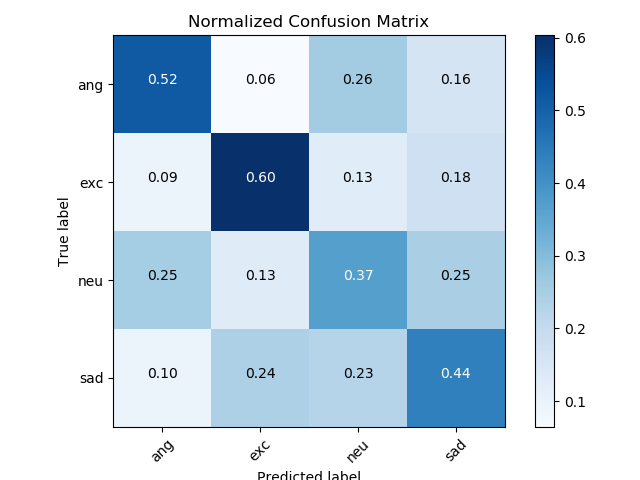 Normalized Confusion Matrix
ang 0.52 0.06 0.26 0.16
exc 0.09 0.60 0.13 0.18
neu 0.25 0.13 0.37 0.25
sad 0.10 0.24 0.23 0.44
ang exc neu sad
True label
Predicted label
0.6
0.5
0.4
0.3
0.2
0.1